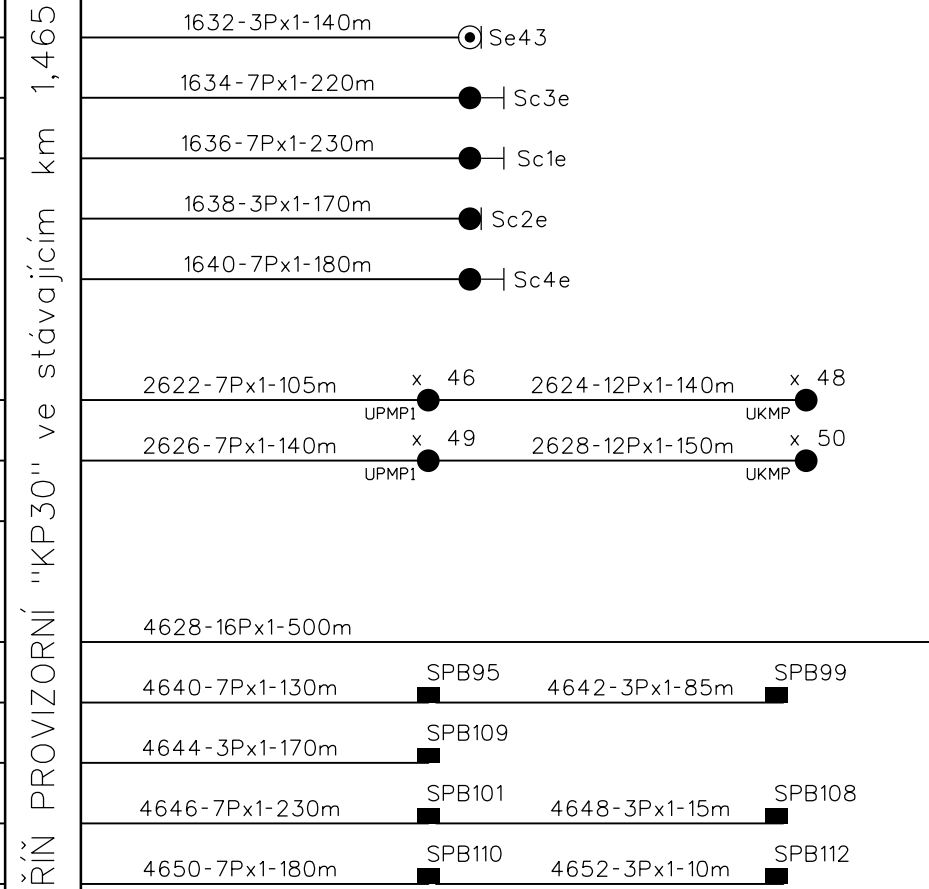 ŘÍŇ PROVIZORNÍ "KP30" ve stávajícím km 1,465
1632-3Px1-140m Se43
1634-7Px1-220m Sc3e
1636-7Px1-230m Sc1e
1638-3Px1-170m Sc2e
1640-7Px1-180m Sc4e
2622-7Px1-105m x 46 2624-12Px1-140m x 48
UPMP1 UKMP
2626-7Px1-140m x 49 2628-12Px1-150m x 50
UPMP1 UKMP
4628-16Px1-500m
SPB95 SPB99
4640-7Px1-130m 4642-3Px1-85m
SPB109
4644-3Px1-170m
SPB101 SPB108
4646-7Px1-230m 4648-3Px1-15m
SPB110 SPB112
4650-7Px1-180m 4652-3Px1-10m